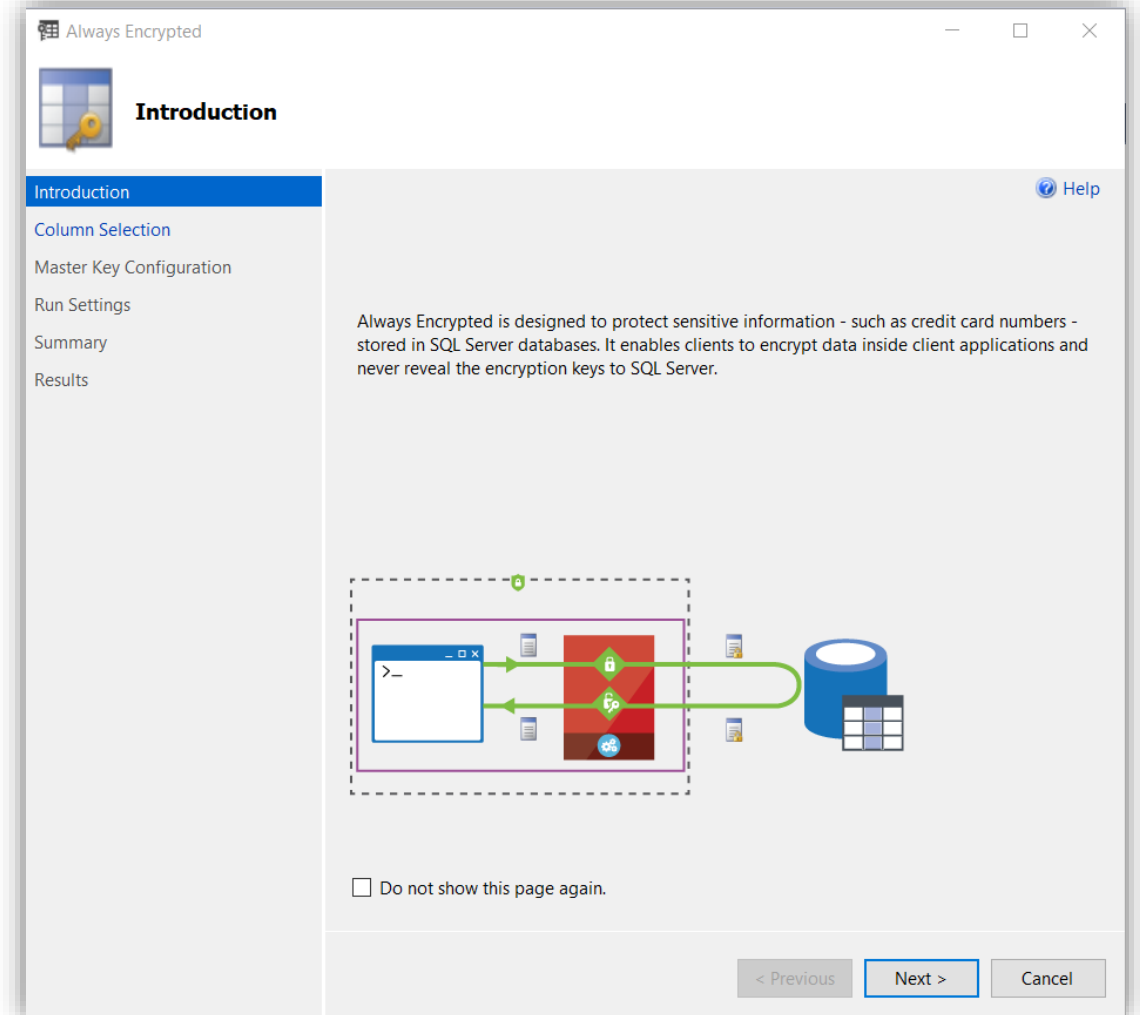 Always Encrypted
Introduction
Introduction
Column Selection
Master Key Configuration
Run Settings
Summary
Results
Help
Always Encrypted is designed to protect sensitive information - such as credit card numbers -
stored in SQL Server databases. It enables clients to encrypt data inside client applications and
never reveal the encryption keys to SQL Server.
>_
Do not show this page again.
< Previous
Next >
Cancel